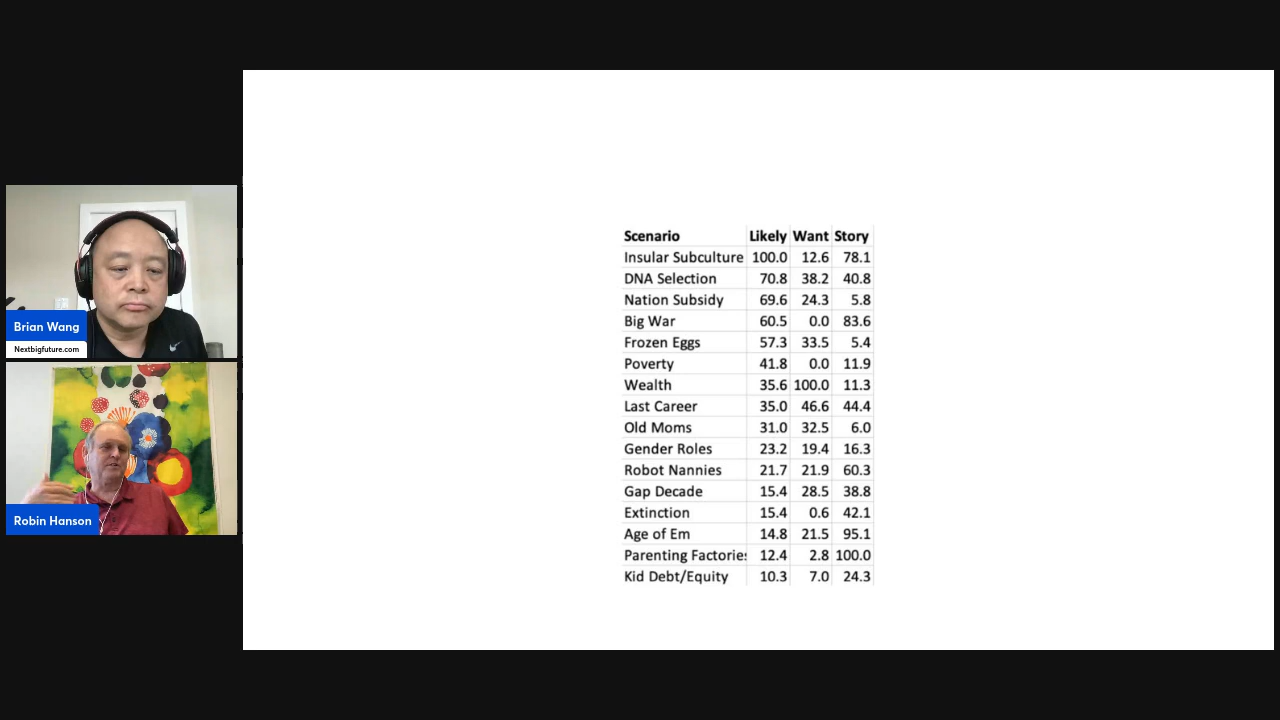 Brian Wang
Nextbigfuture.com
Robin Hanson
Scenario Likely Want Story
Insular Subculture 100.0 12.6 78.1
DNA Selection 70.8 38.2 40.8
Nation Subsidy 69.6 24.3 5.8
Big War 60.5 0.0 83.6
Frozen Eggs 57.3 33.5 5.4
Poverty 41.8 0.0 11.9
Wealth 35.6 100.0 11.3
Last Career 35.0 46.6 44.4
Old Moms 31.0 32.5 6.0
Gender Roles 23.2 19.4 16.3
Robot Nannies 21.7 21.9 60.3
Gap Decade 15.4 28.5 38.8
Extinction 15.4 0.6 42.1
Age of Em 14.8 21.5 95.1
Parenting Factories 12.4 2.8 100.0
Kid Debt/Equity 10.3 7.0 24.3